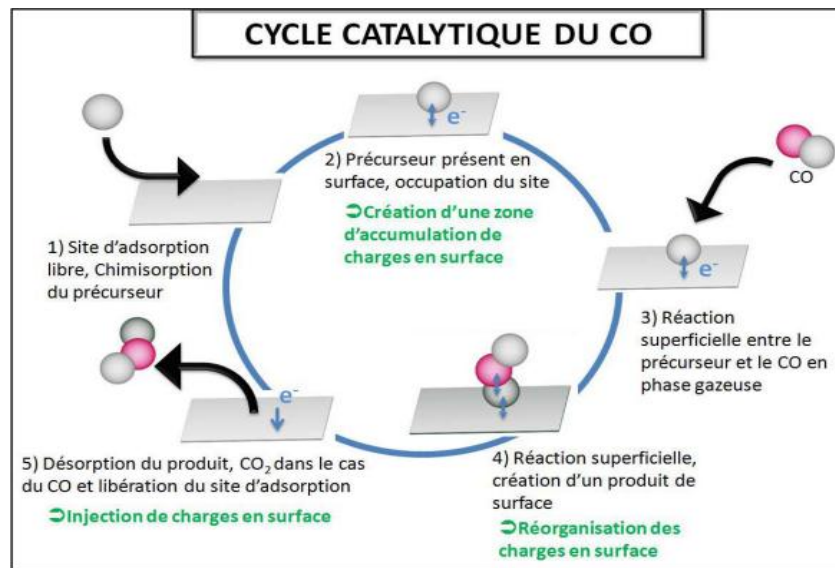 CYCLE CATALYTIQUE DU CO
1) Site d'adsorption
libre, Chimisorption
du précurseur
e-
2) Précurseur présent en
surface, occupation du site
➲Création d'une zone
d'accumulation de
charges en surface
CO
e-
3) Réaction
superficielle entre le
précurseur et le CO en
phase gazeuse
4) Réaction superficielle,
création d'un produit de
surface
➲Réorganisation des
charges en surface
e-
5) Désorption du produit, CO₂ dans le cas
du CO et libération du site d'adsorption
➲Injection de charges en surface